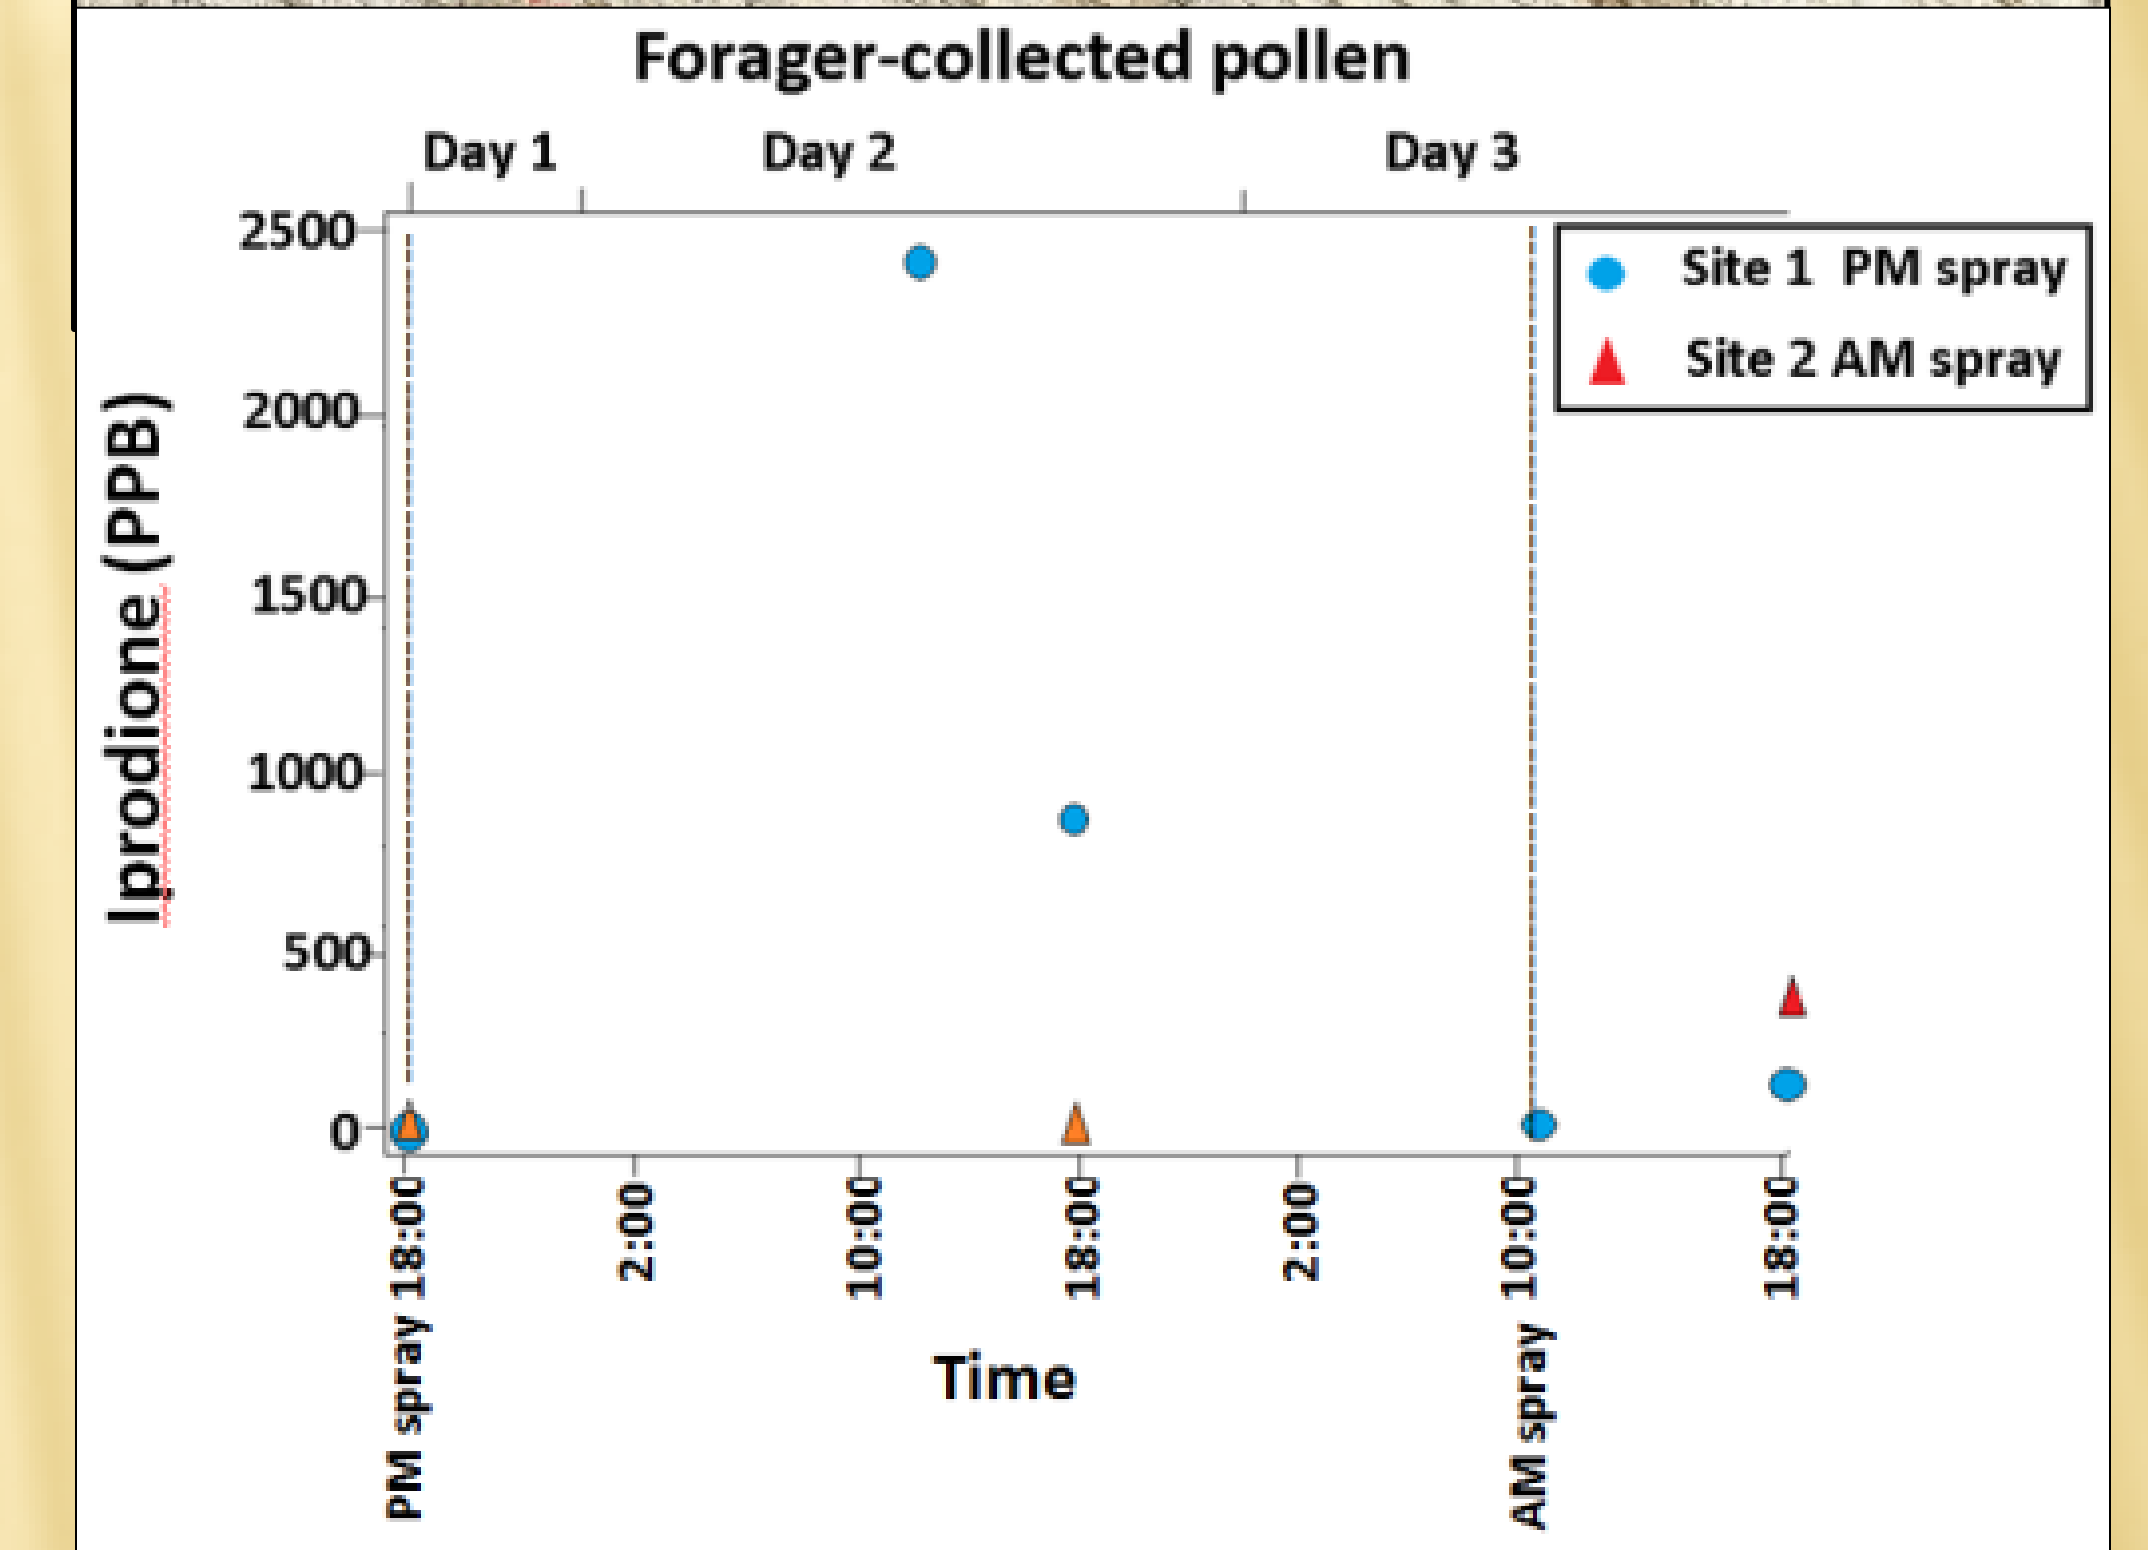 Forager-collected pollen
Day 1 Day 2 Day 3
2500
2000
1500
1000
500
0
Iprodione (PPB)
Site 1 PM spray
Site 2 AM spray
18:00 2:00 10:00 18:00 2:00 10:00 18:00
PM spray
AM spray
Time